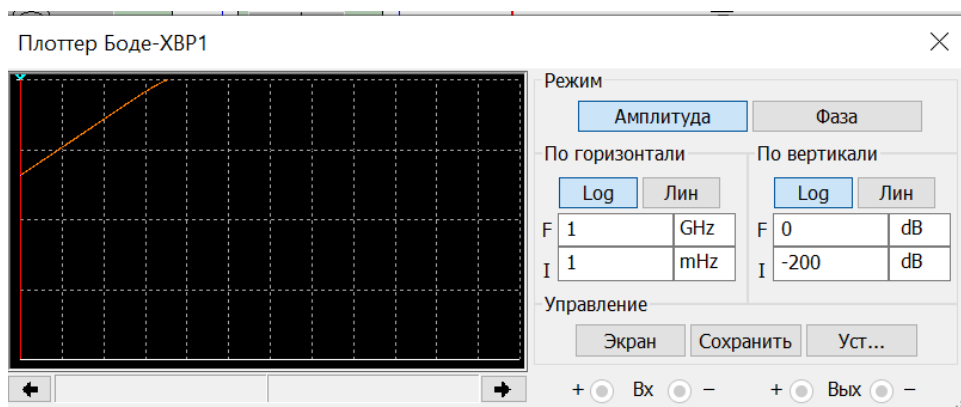 Плоттер Боде-XBP1
Режим
Амплитуда Фаза
По горизонтали По вертикали
Log Лин Log Лин
F 1 GHz F 0 dB
I 1 mHz I -200 dB
Управление
Экран Сохранить Уст...
+ Вх − + Вых −